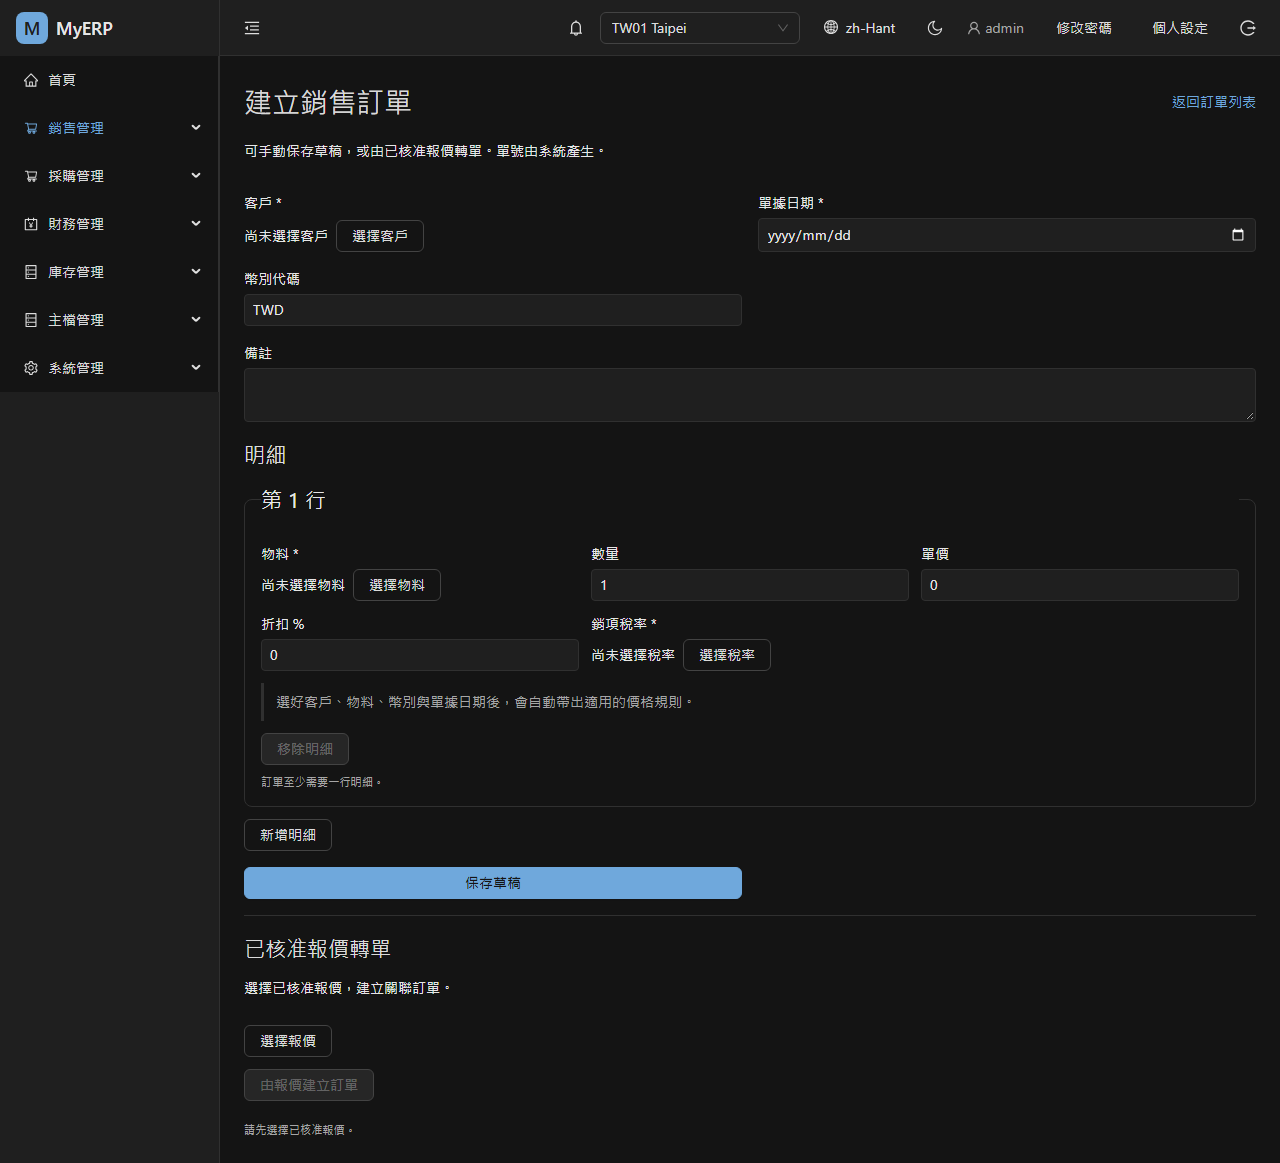 M MyERP
TW01 Taipei
zh-Hant
admin
修改密碼
個人設定
首頁
銷售管理
採購管理
財務管理
庫存管理
主檔管理
系統管理
建立銷售訂單
返回訂單列表
可手動保存草稿，或由已核准報價轉單。單號由系統產生。
客戶 *
尚未選擇客戶 選擇客戶
單據日期 *
yyyy/mm/dd
幣別代碼
TWD
備註
明細
第 1 行
物料 *
尚未選擇物料 選擇物料
數量
1
單價
0
折扣 %
0
銷項稅率 *
尚未選擇稅率 選擇稅率
選好客戶、物料、幣別與單據日期後，會自動帶出適用的價格規則。
移除明細
訂單至少需要一行明細。
新增明細
保存草稿
已核准報價轉單
選擇已核准報價，建立關聯訂單。
選擇報價
由報價建立訂單
請先選擇已核准報價。